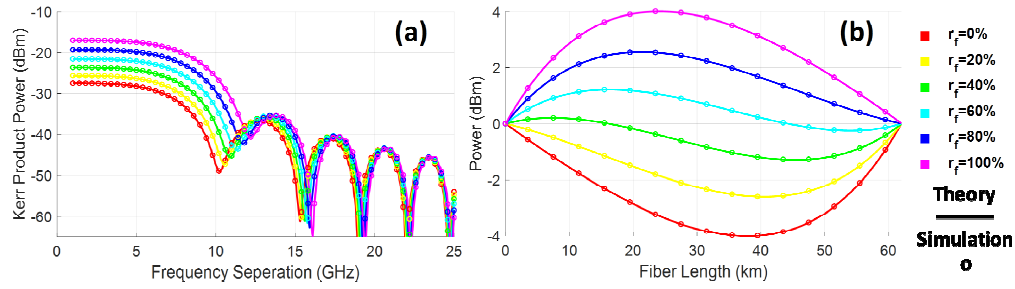 (a)
Kerr Product Power (dBm)
-10
-20
-30
-40
-50
-60
0
5
10
15
20
25
Frequency Seperation (GHz)
(b)
Power (dBm)
4
2
0
-2
-4
0
10
20
30
40
50
60
Fiber Length (km)
rf=0%
rf=20%
rf=40%
rf=60%
rf=80%
rf=100%
Theory
Simulation
o